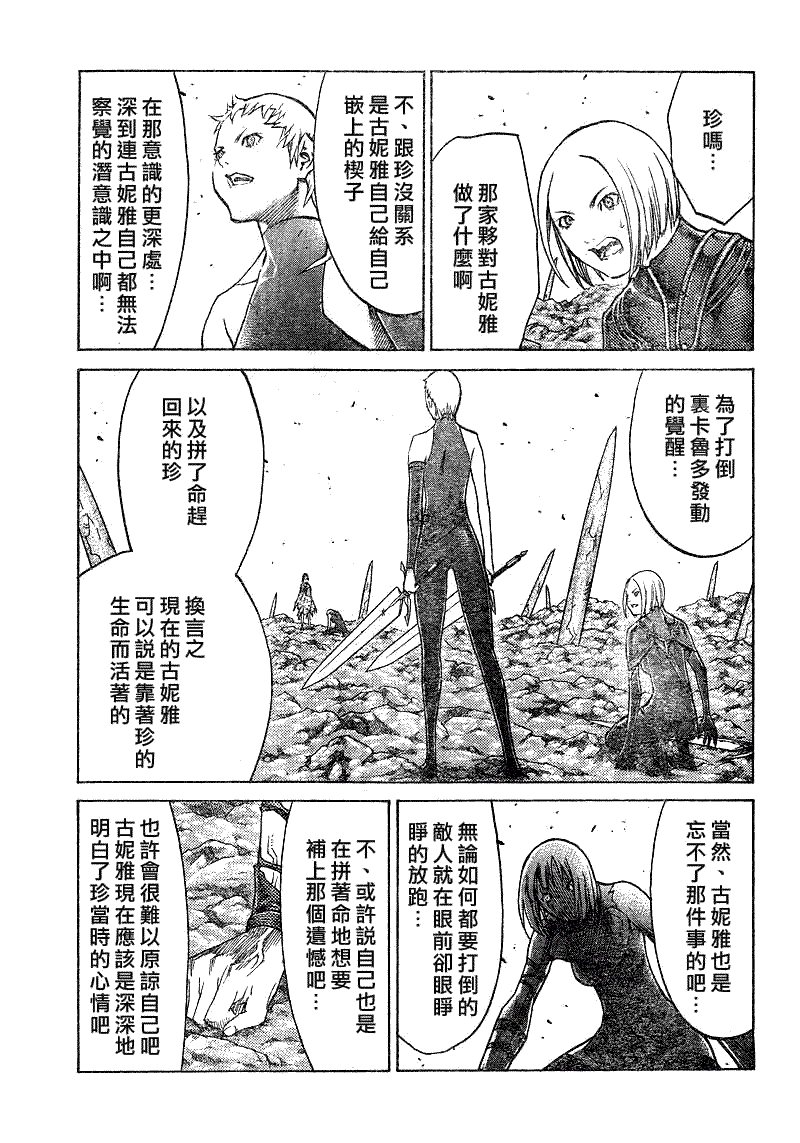 珍嗎…
那家夥對古妮雅
做了什麼啊
不、跟珍沒關系
是古妮雅自己給自己
嵌上的楔子
在那意識的更深處…
深到連古妮雅自己都無法
察覺的潛意識之中啊…
為了打倒
裏卡魯多發動
的覺醒…
以及拼了命趕
回來的珍
換言之
現在的古妮雅
可以説是靠著珍的
生命而活著的
當然、古妮雅也是
忘不了那件事的吧…
無論如何都要打倒的
敵人就在眼前卻眼睜
睜的放跑…
不、或許説自己也是
在拼著命地想要
補上那個遺憾吧…
也許會很難以原諒自己吧
古妮雅現在應該是深深地
明白了珍當時的心情吧